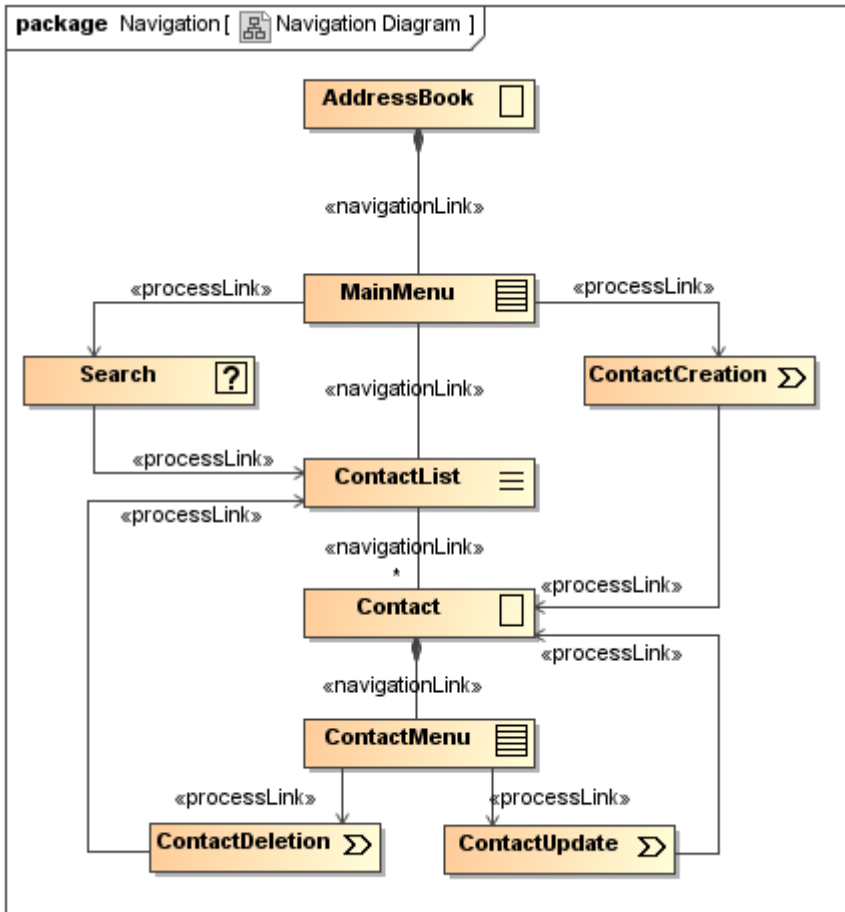 package Navigation [ Navigation Diagram ]
AddressBook
«navigationLink»
«processLink»
MainMenu
«processLink»
Search ?
«navigationLink»
ContactCreation
«processLink»
ContactList
«processLink»
«navigationLink»
*
Contact
«processLink»
«processLink»
«navigationLink»
ContactMenu
«processLink»
«processLink»
ContactDeletion
ContactUpdate